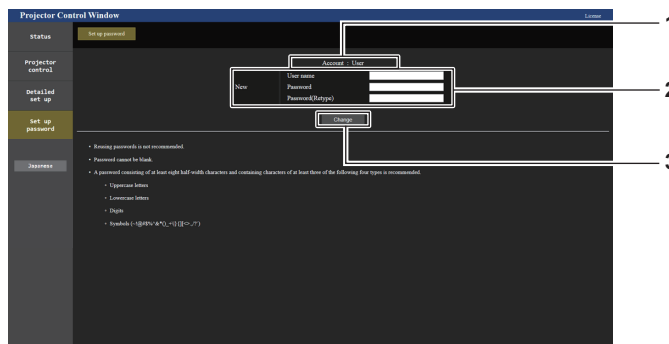 Projector Control Window
License
Status
Set up password
Projector
control
Detailed
set up
Set up
password
Japanese
Account : User
New
User name
Password
Password(Retype)
Change
• Reusing passwords is not recommended.
• Password cannot be blank.
• A password consisting of at least eight half-width characters and containing characters of at least three of the following four types is recommended.
• Uppercase letters
• Lowercase letters
• Digits
• Symbols
1
2
3